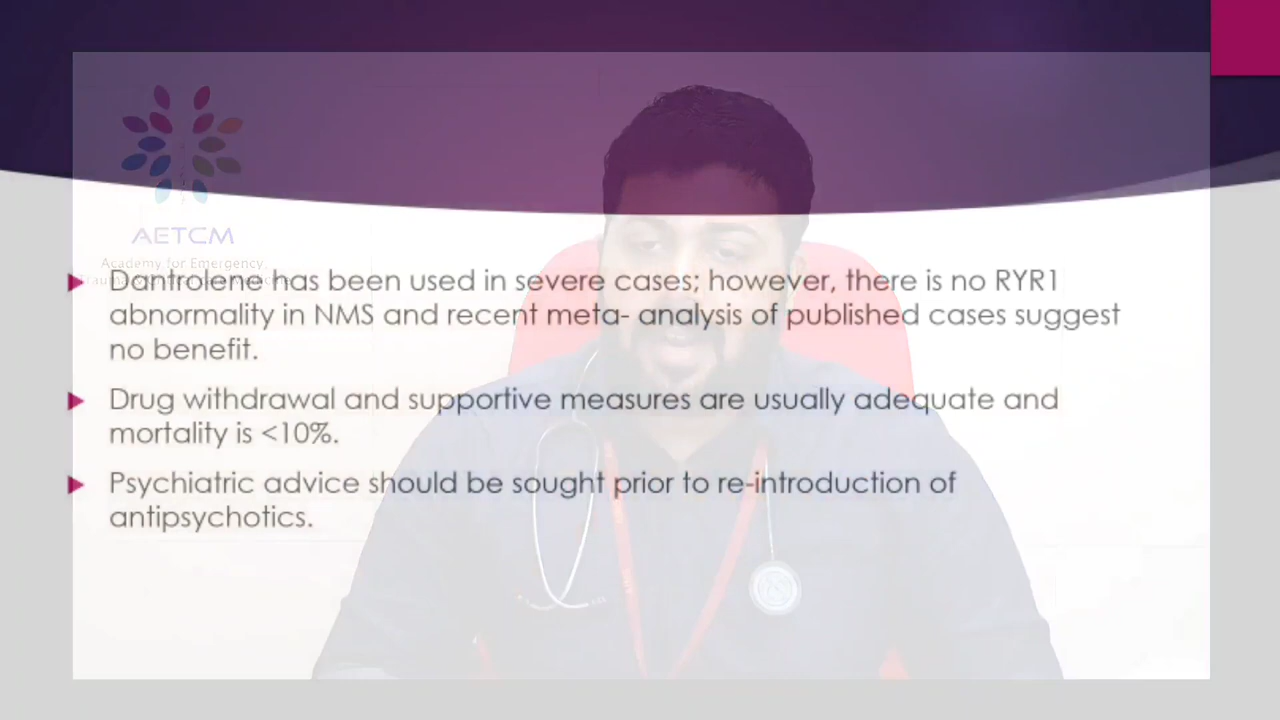 AETCM
Academy for Emergency,
Dantrolene has been used in severe cases; however, there is no RYR1
abnormality in NMS and recent meta- analysis of published cases suggest
no benefit.
Drug withdrawal and supportive measures are usually adequate and
mortality is <10%.
Psychiatric advice should be sought prior to re-introduction of
antipsychotics.